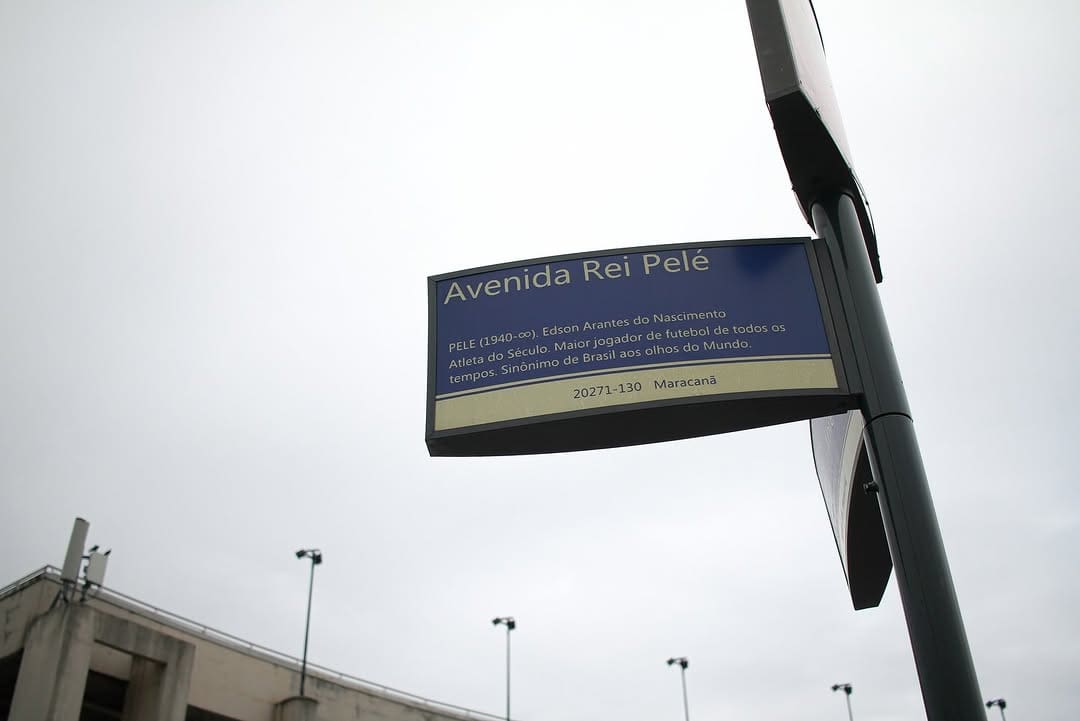 Avenida Rei Pelé
PELE (1940-∞). Edson Arantes do Nascimento
Atleta do Século. Maior jogador de futebol de todos os
tempos. Sinônimo de Brasil aos olhos do Mundo.
20271-130 Maracanã